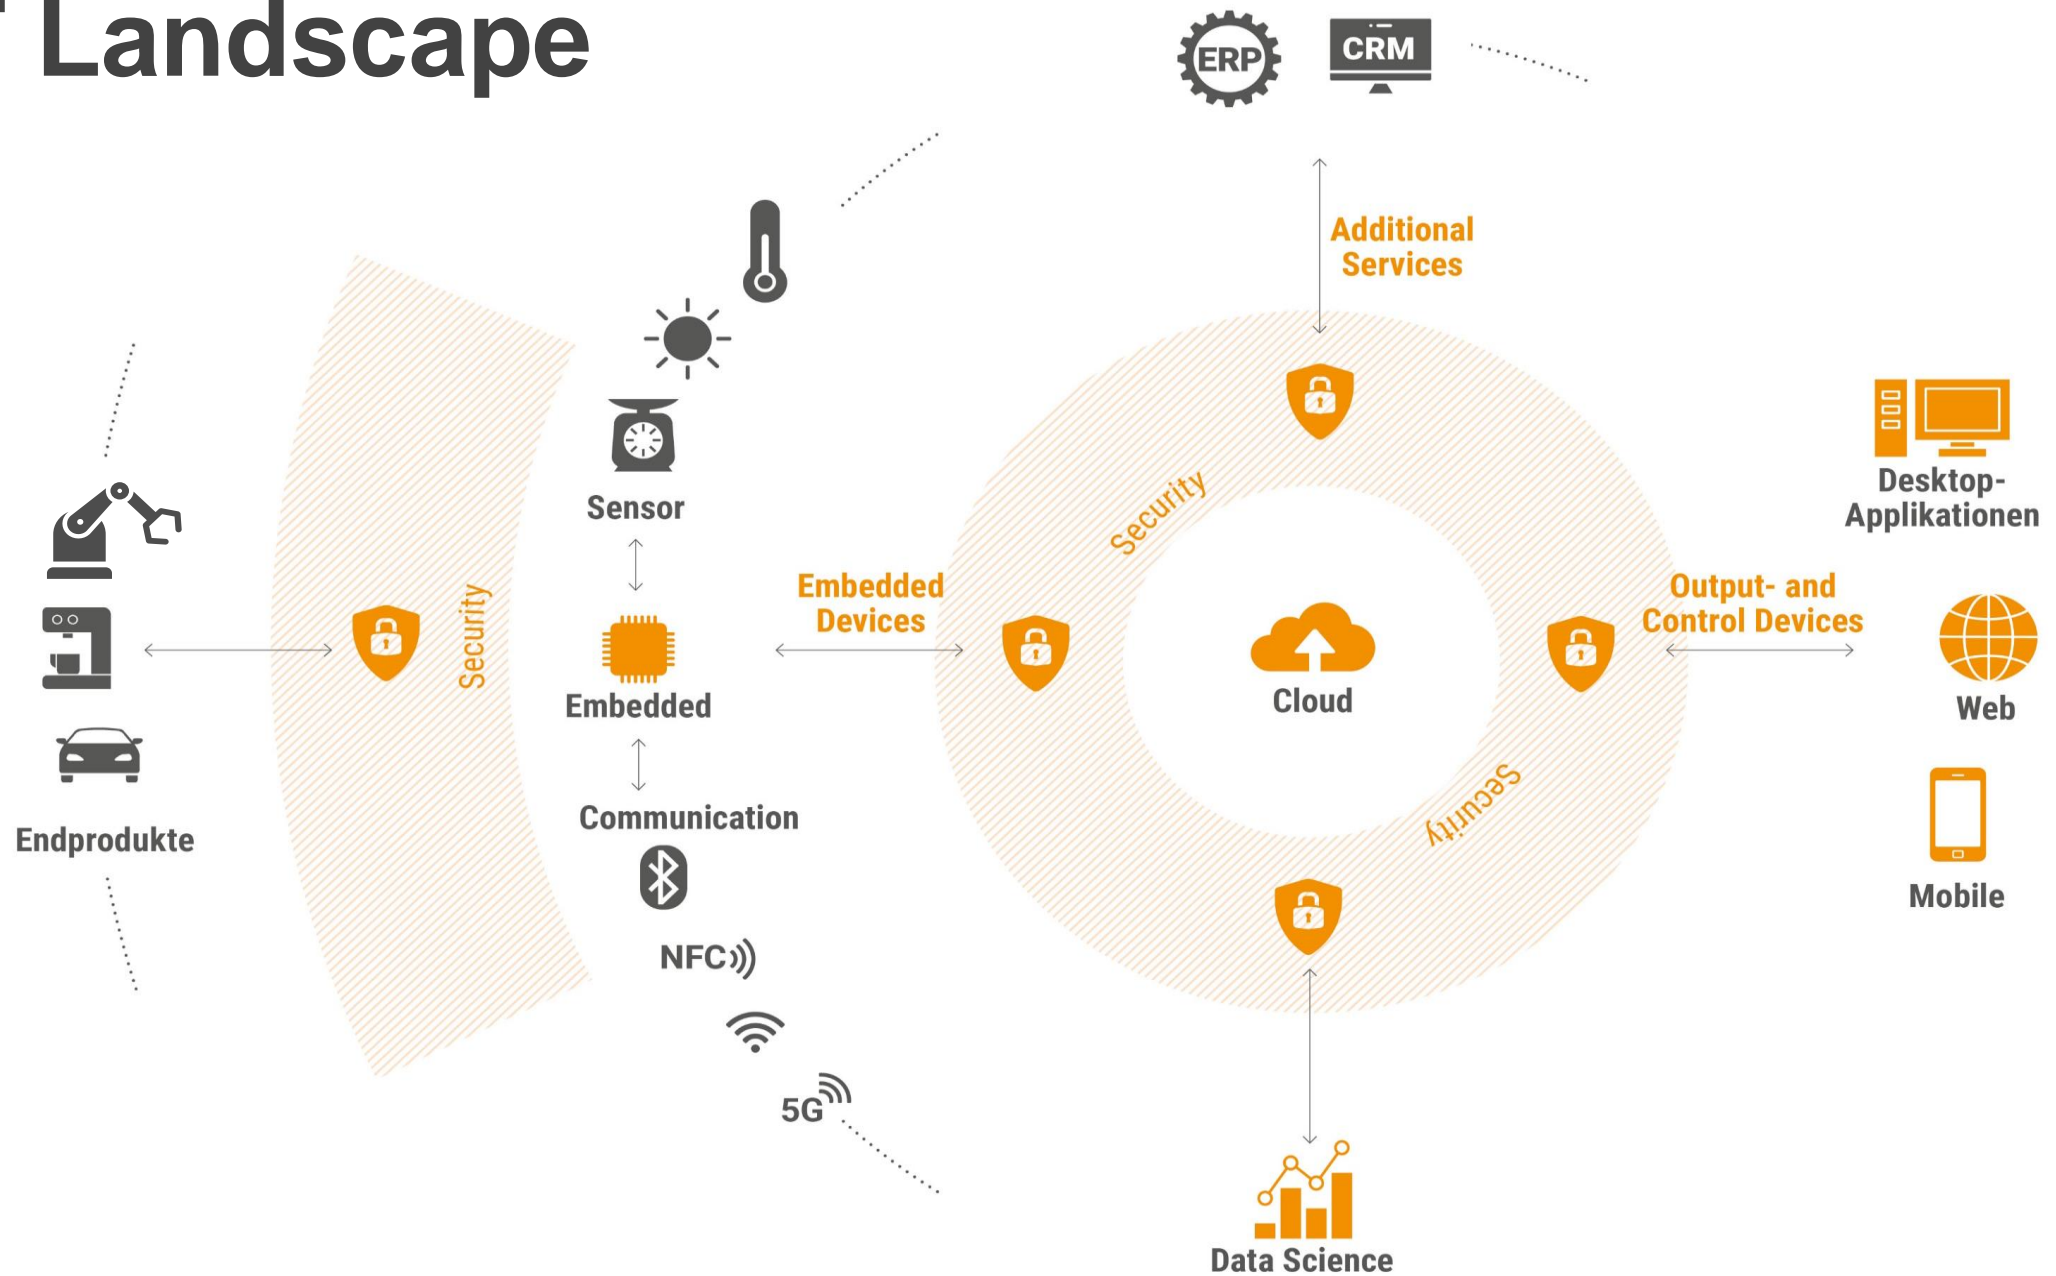 Landscape
ERP
CRM
Additional
Services
Sensor
Security
Embedded
Embedded
Devices
Communication
NFC
5G
Endprodukte
Security
Cloud
Security
Output- and
Control Devices
Desktop-
Applikationen
Web
Mobile
Data Science